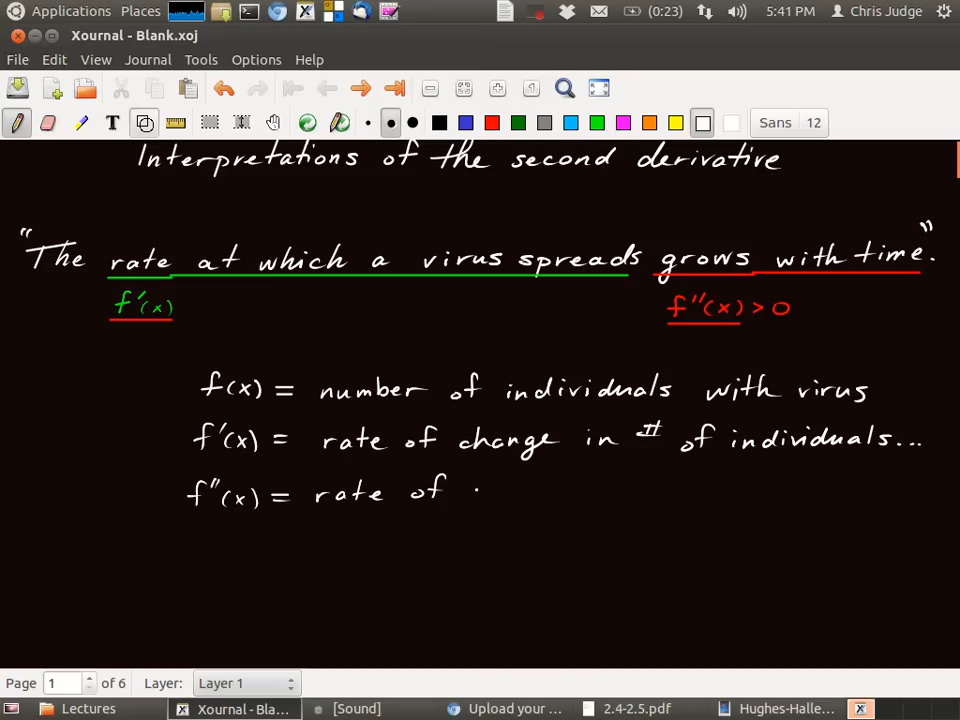 Applications Places (0:23) 5:41 PM Chris Judge
Xournal - Blank.xoj
File Edit View Journal Tools Options Help
Sans 12
Interpretations of the second derivative
"The rate at which a virus spreads grows with time."
f'(x) f''(x) > 0
f(x) = number of individuals with virus
f'(x) = rate of change in # of individuals...
f''(x) = rate of
Page 1 of 6 Layer: Layer 1
Lectures Xournal - Bla... [Sound] Upload your ... 2.4-2.5.pdf Hughes-Halle...